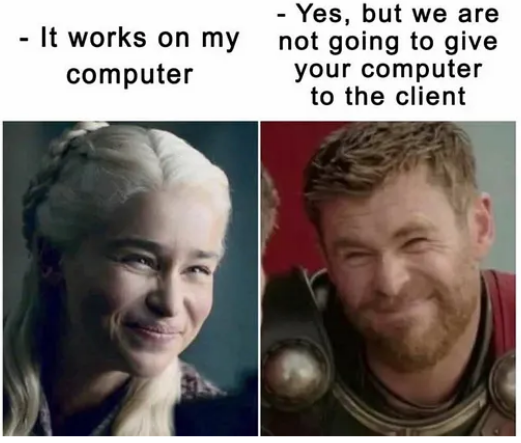 - It works on my
computer
- Yes, but we are
not going to give
your computer
to the client